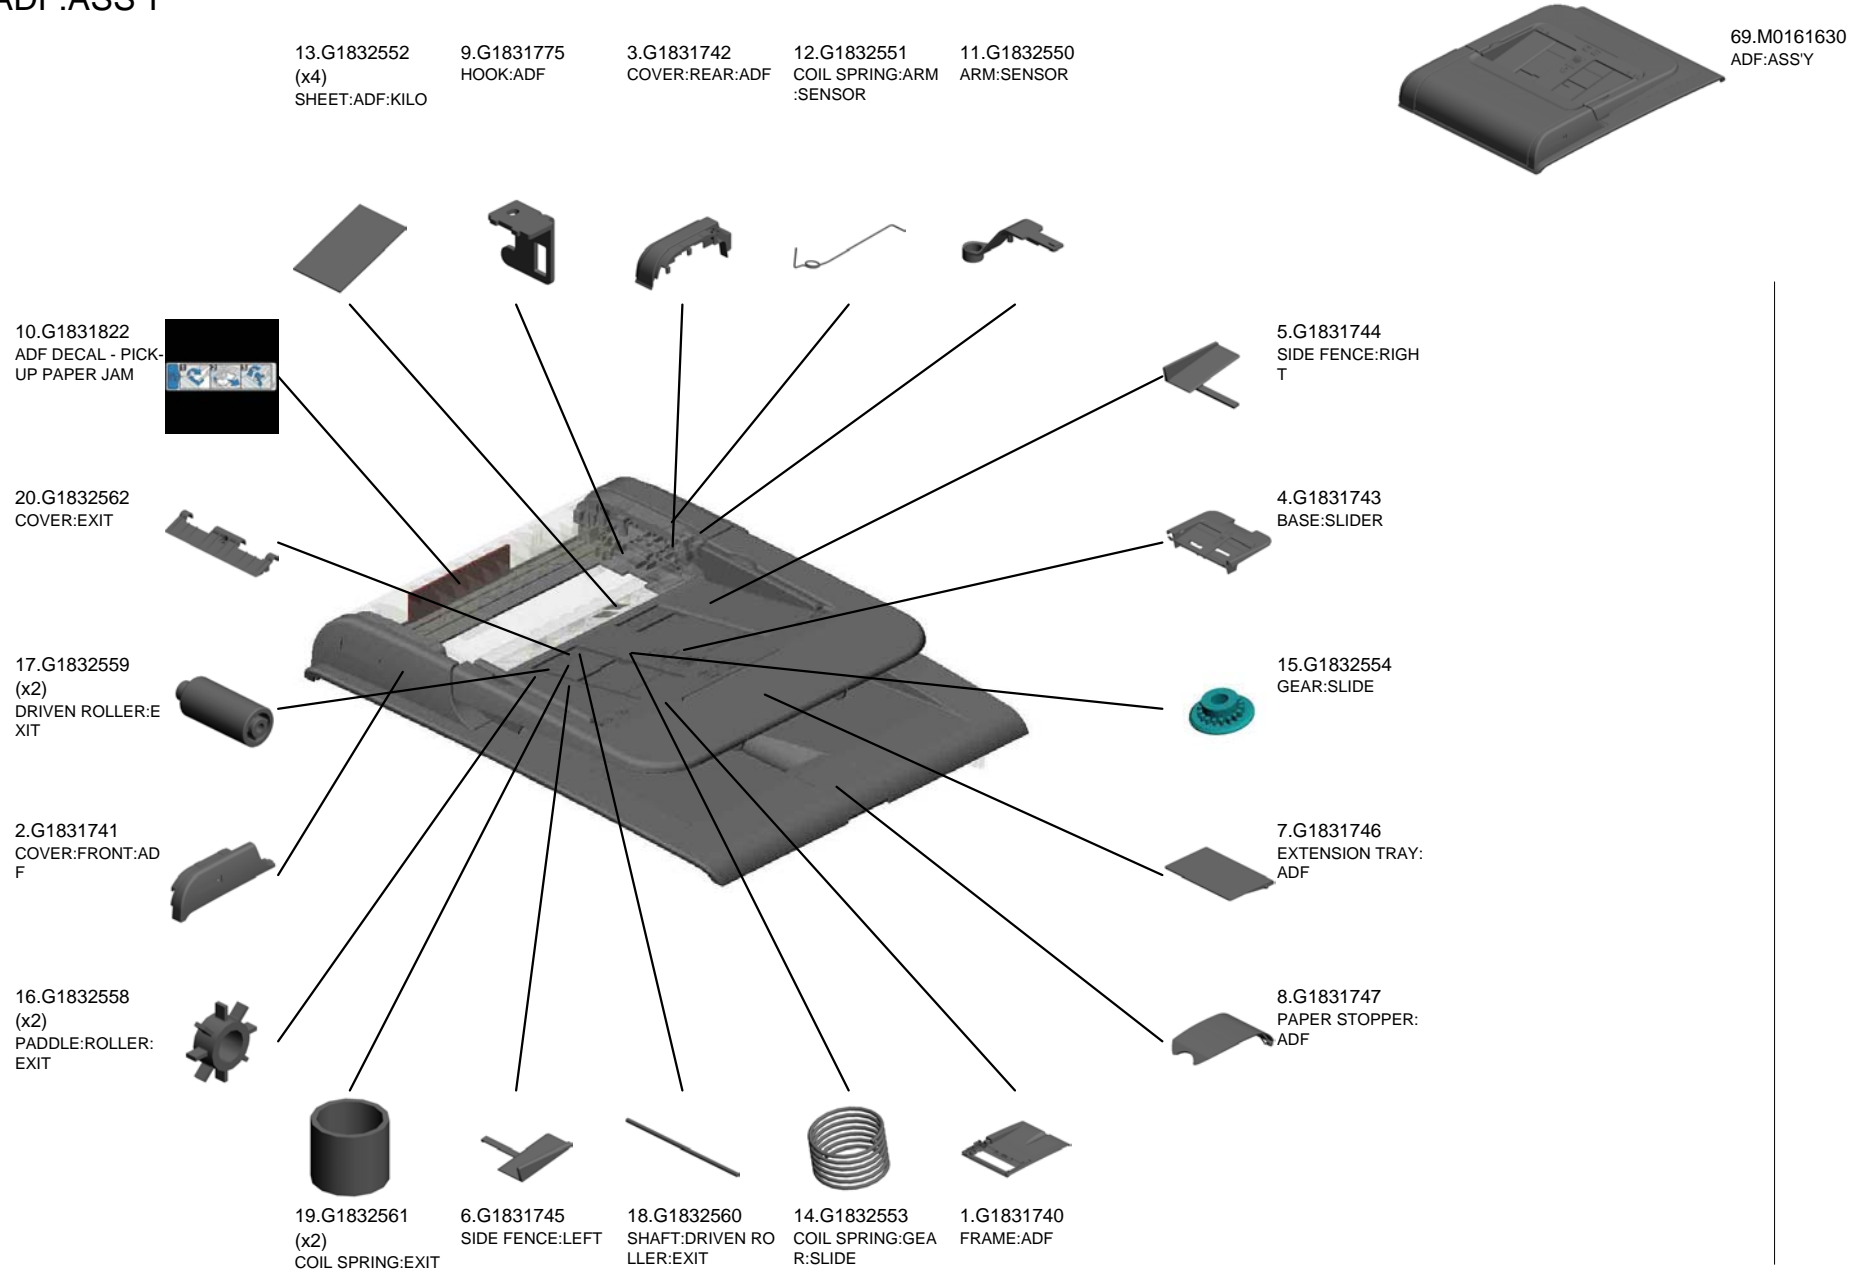 ADF:ASS'Y
13.G1832552
(x4)
SHEET:ADF:KILO
9.G1831775
HOOK:ADF
3.G1831742
COVER:REAR:ADF
12.G1832551
COIL SPRING:ARM
:SENSOR
11.G1832550
ARM:SENSOR
69.M0161630
ADF:ASS'Y
10.G1831822
ADF DECAL - PICK-
UP PAPER JAM
5.G1831744
SIDE FENCE:RIGH
T
20.G1832562
COVER:EXIT
4.G1831743
BASE:SLIDER
17.G1832559
(x2)
DRIVEN ROLLER:E
XIT
15.G1832554
GEAR:SLIDE
2.G1831741
COVER:FRONT:AD
F
7.G1831746
EXTENSION TRAY:
ADF
16.G1832558
(x2)
PADDLE:ROLLER:
EXIT
8.G1831747
PAPER STOPPER:
ADF
19.G1832561
(x2)
COIL SPRING:EXIT
6.G1831745
SIDE FENCE:LEFT
18.G1832560
SHAFT:DRIVEN RO
LLER:EXIT
14.G1832553
COIL SPRING:GEA
R:SLIDE
1.G1831740
FRAME:ADF